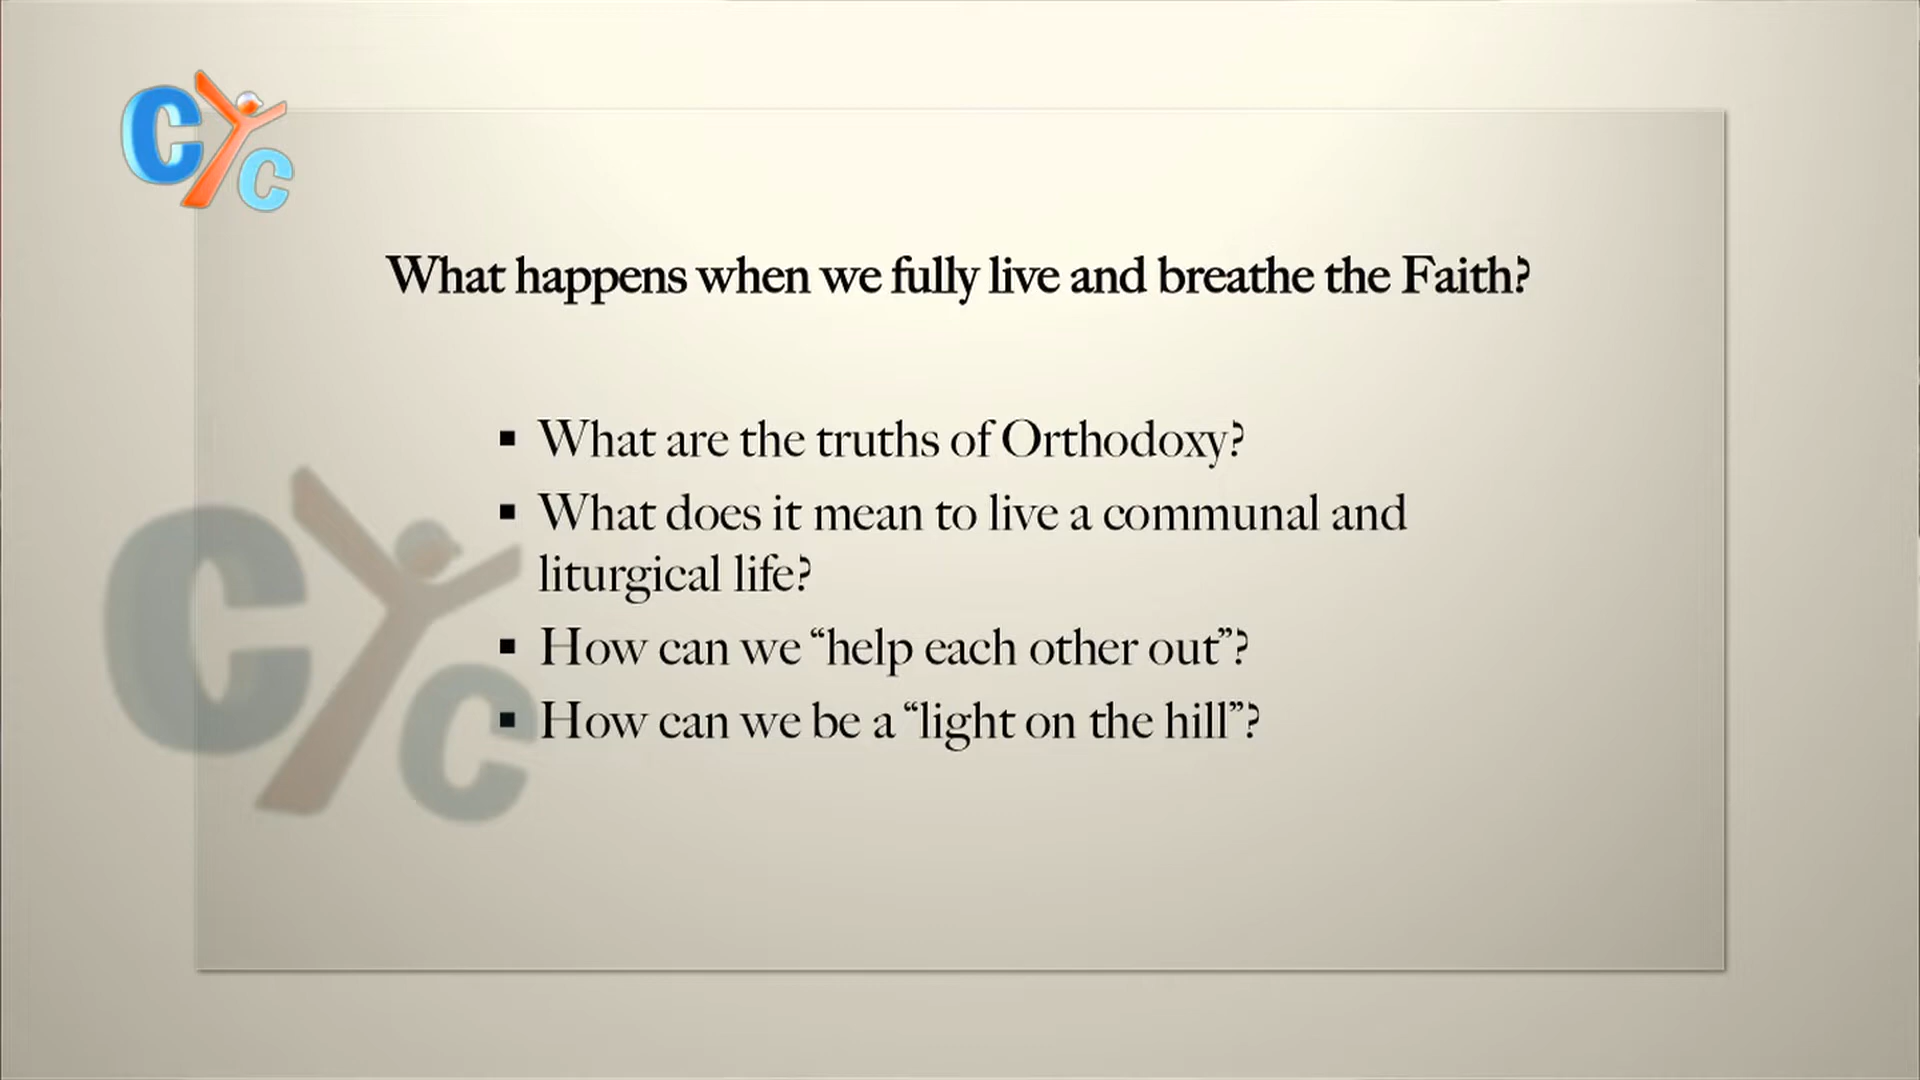 CYC
What happens when we fully live and breathe the Faith?
▪ What are the truths of Orthodoxy?
▪ What does it mean to live a communal and
liturgical life?
▪ How can we “help each other out”?
▪ How can we be a “light on the hill”?
CYC